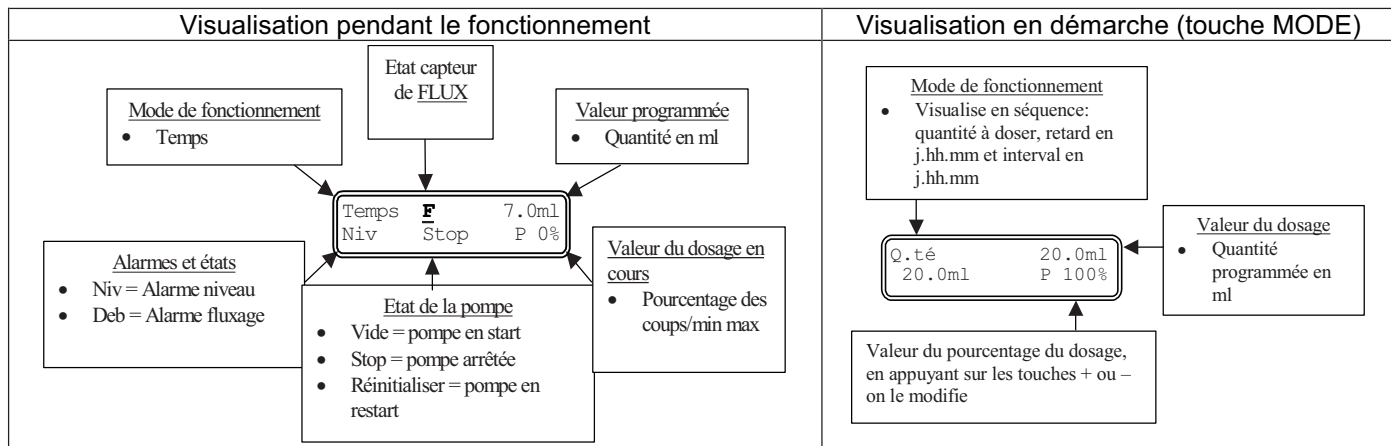 Visualisation pendant le fonctionnement
Etat capteur
de FLUX
Mode de fonctionnement
• Temps
Valeur programmée
• Quantité en ml
Temps F 7.0ml
Niv Stop P 0%
Alarmes et états
• Niv = Alarme niveau
• Deb = Alarme fluxage
Etat de la pompe
• Vide = pompe en start
• Stop = pompe arrêtée
• Réinitialiser = pompe en
restart
Valeur du dosage en
cours
• Pourcentage des
coups/min max
Visualisation en démarche (touche MODE)
Mode de fonctionnement
• Visualise en séquence:
quantité à doser, retard en
j.hh.mm et interval en
j.hh.mm
Q.té 20.0ml
20.0ml P 100%
Valeur du dosage
• Quantité
programmée en
ml
Valeur du pourcentage du dosage,
en appuyant sur les touches + ou –
on le modifie